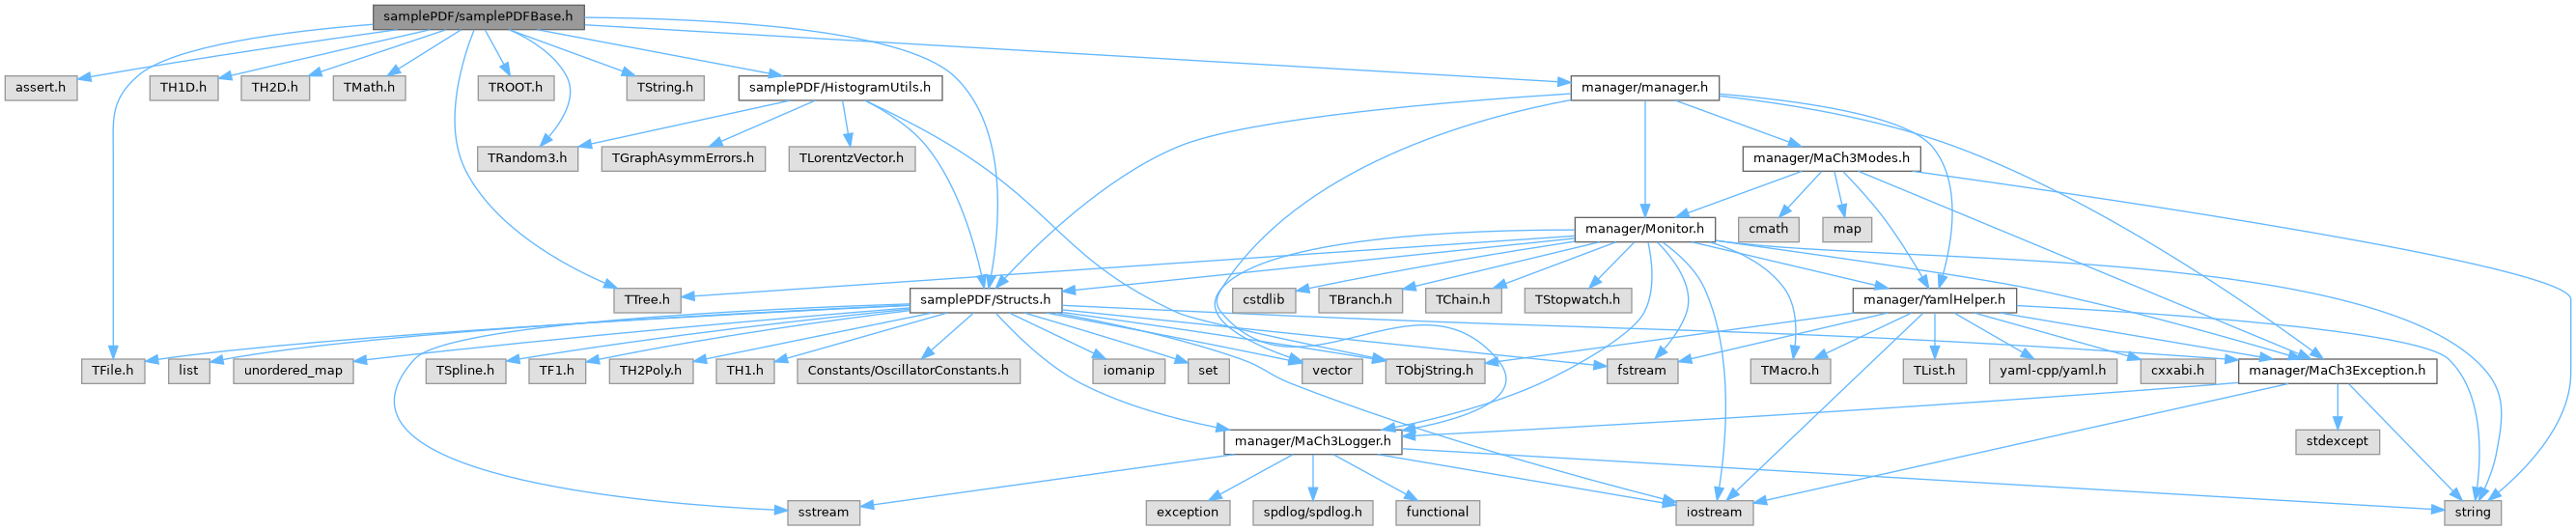 samplePDF/samplePDFBase.h
assert.h
TH1D.h
TH2D.h
TMath.h
TROOT.h
TString.h
samplePDF/HistogramUtils.h
manager/manager.h
TRandom3.h
TGraphAsymmErrors.h
TLorentzVector.h
manager/MaCh3Modes.h
manager/Monitor.h
cmath
map
TTree.h
samplePDF/Structs.h
cstdlib
TBranch.h
TChain.h
TStopwatch.h
manager/YamlHelper.h
TFile.h
list
unordered_map
TSpline.h
TF1.h
TH2Poly.h
TH1.h
Constants/OscillatorConstants.h
iomanip
set
vector
TObjString.h
fstream
TMacro.h
TList.h
yaml-cpp/yaml.h
cxxabi.h
manager/MaCh3Exception.h
manager/MaCh3Logger.h
stdexcept
sstream
exception
spdlog/spdlog.h
functional
iostream
string